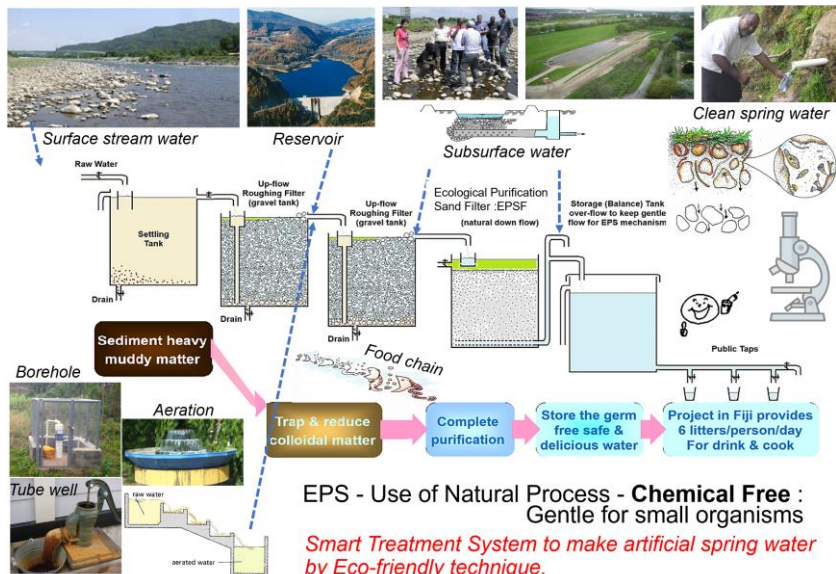 Surface stream water
Reservoir
Subsurface water
Clean spring water
Raw Water
Settling
Tank
Drain
Up-flow
Roughing Filter
(gravel tank)
Drain
Up-flow
Roughing Filter
(gravel tank)
Drain
Ecological Purification
Sand Filter :EPSF
(natural down flow)
Storage (Balance) Tank
over-flow to keep gentle
flow for EPS mechanism
Public Taps
Sediment heavy
muddy matter
Food chain
Trap & reduce
colloidal matter
Complete
purification
Store the germ
free safe &
delicious water
Project in Fiji provides
6 litters/person/day
For drink & cook
Borehole
Aeration
Tube well
raw water
aerated water
EPS - Use of Natural Process - Chemical Free :
Gentle for small organisms
Smart Treatment System to make artificial spring water
by Eco-friendly technique.